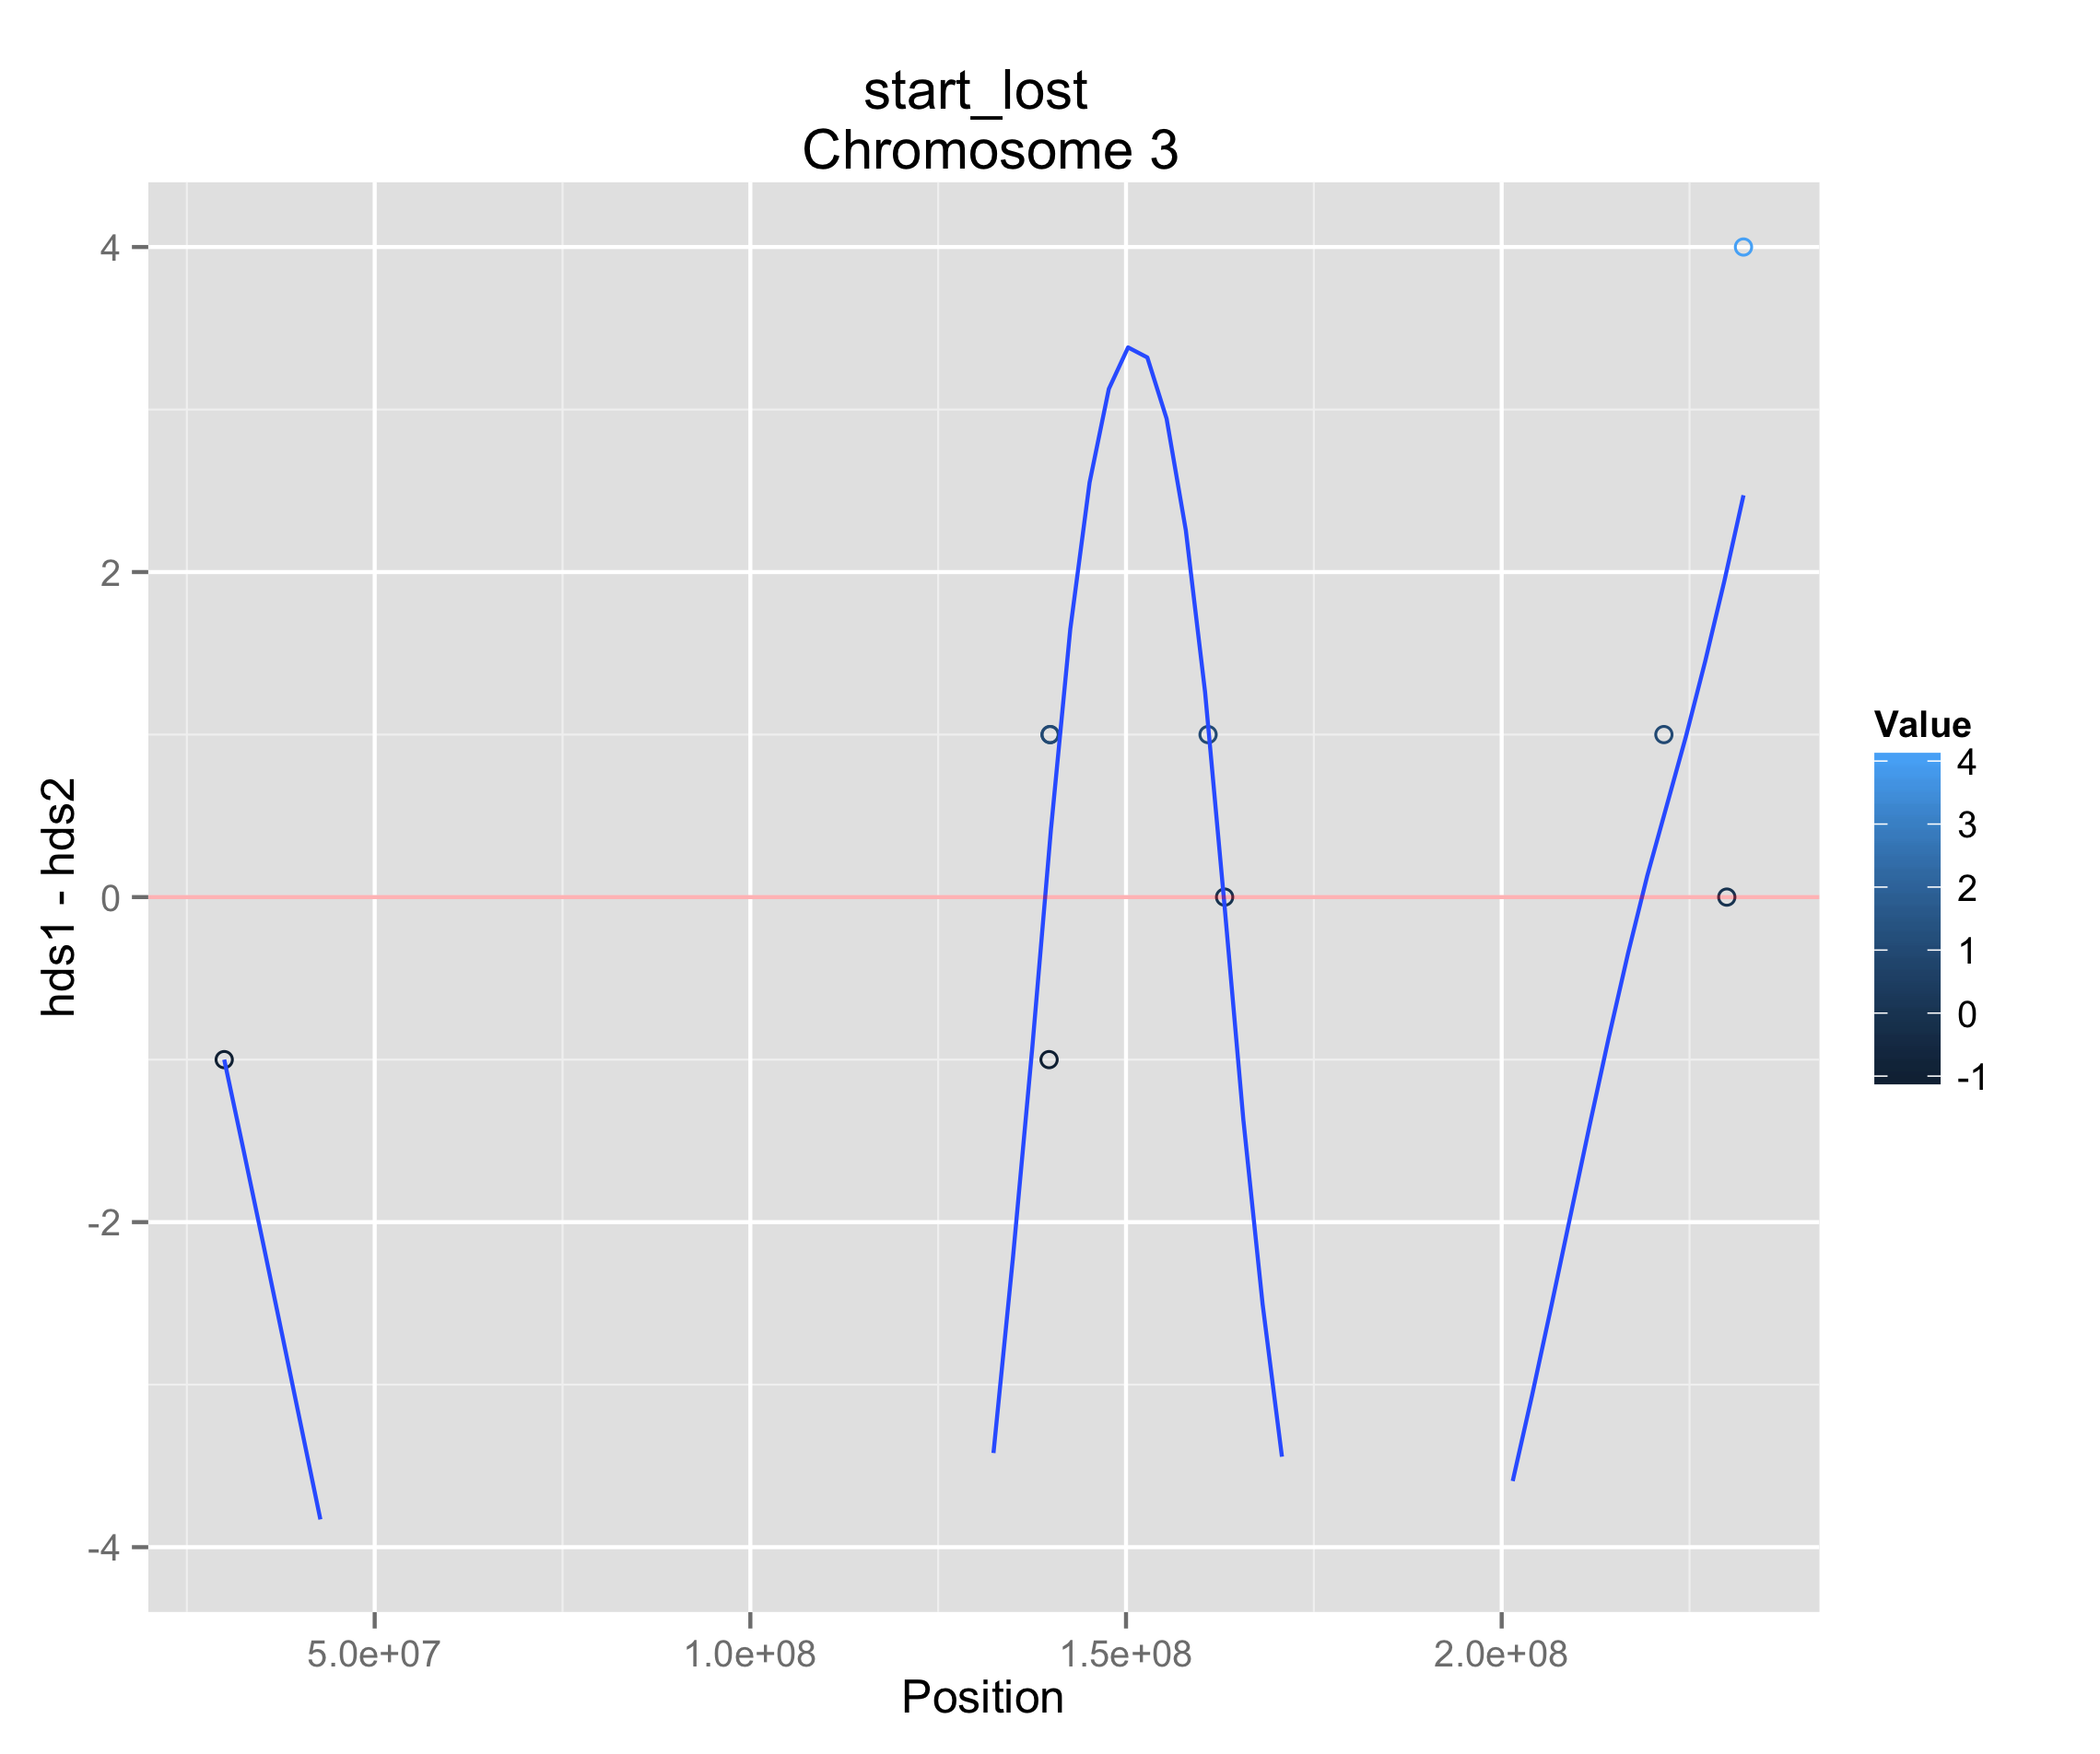 start_lost
Chromosome 3
4
2
0
-2
-4
hds1 - hds2
5.0e+07
1.0e+08
1.5e+08
2.0e+08
Position
Value
4
3
2
1
0
-1